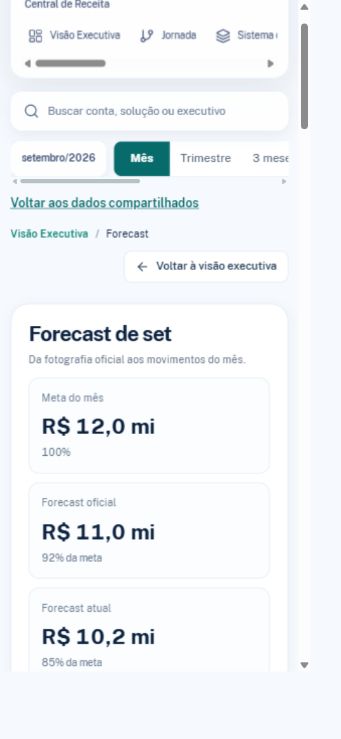 Central de Receita
Visão Executiva Jornada Sistema
Buscar conta, solução ou executivo
setembro/2026 Mês Trimestre 3 mese
Voltar aos dados compartilhados
Visão Executiva / Forecast
← Voltar à visão executiva
Forecast de set
Da fotografia oficial aos movimentos do mês.
Meta do mês
R$ 12,0 mi
100%
Forecast oficial
R$ 11,0 mi
92% da meta
Forecast atual
R$ 10,2 mi
85% da meta